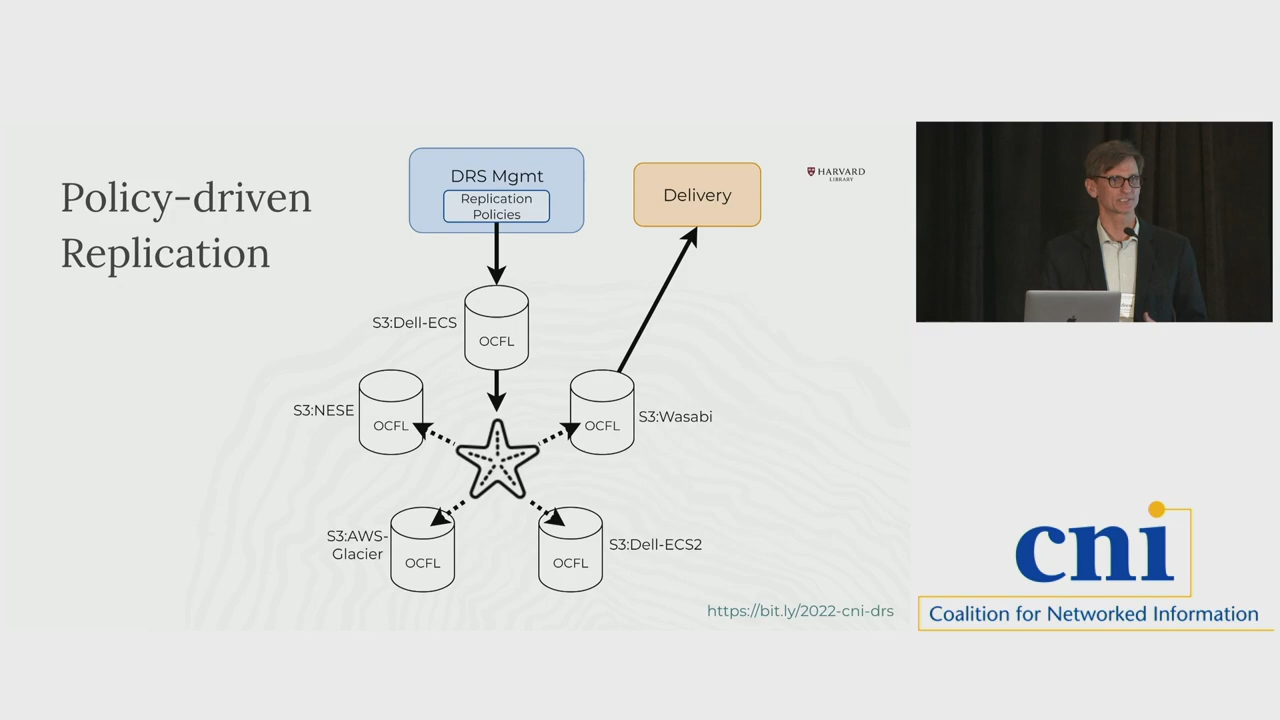 Policy-driven
Replication
DRS Mgmt
Replication
Policies
Delivery
HARVARD
LIBRARY
S3:Dell-ECS
OCFL
S3:NESE
OCFL
OCFL
S3:Wasabi
S3:AWS-
Glacier
OCFL
OCFL
S3:Dell-ECS2
https://bit.ly/2022-cni-drs
cni
Coalition for Networked Information